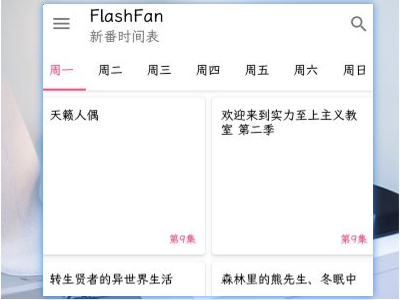 FlashFan
新番时间表
周一 周二 周三 周四 周五 周六 周日
天籁人偶
欢迎来到实力至上主义教
室 第二季
第9集
第9集
转生贤者的异世界生活
森林里的熊先生、冬眠中